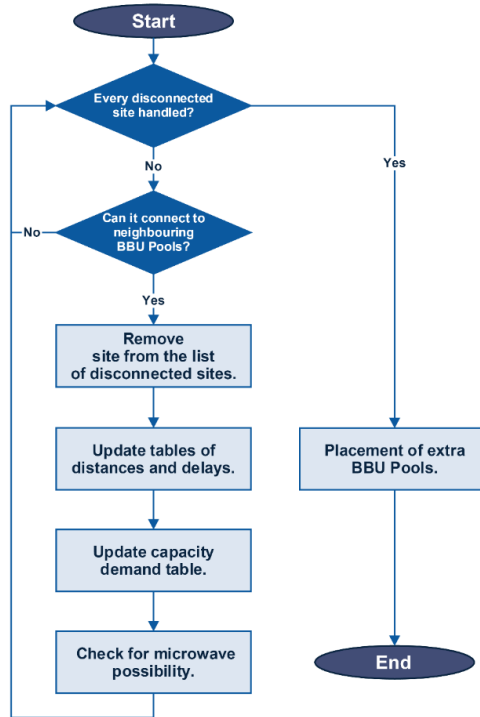 Start
Every disconnected
site handled?
No
Yes
Can it connect to
neighbouring
BBU Pools?
No
Yes
Remove
site from the list
of disconnected sites.
Update tables of
distances and delays.
Placement of extra
BBU Pools.
Update capacity
demand table.
Check for microwave
possibility.
End